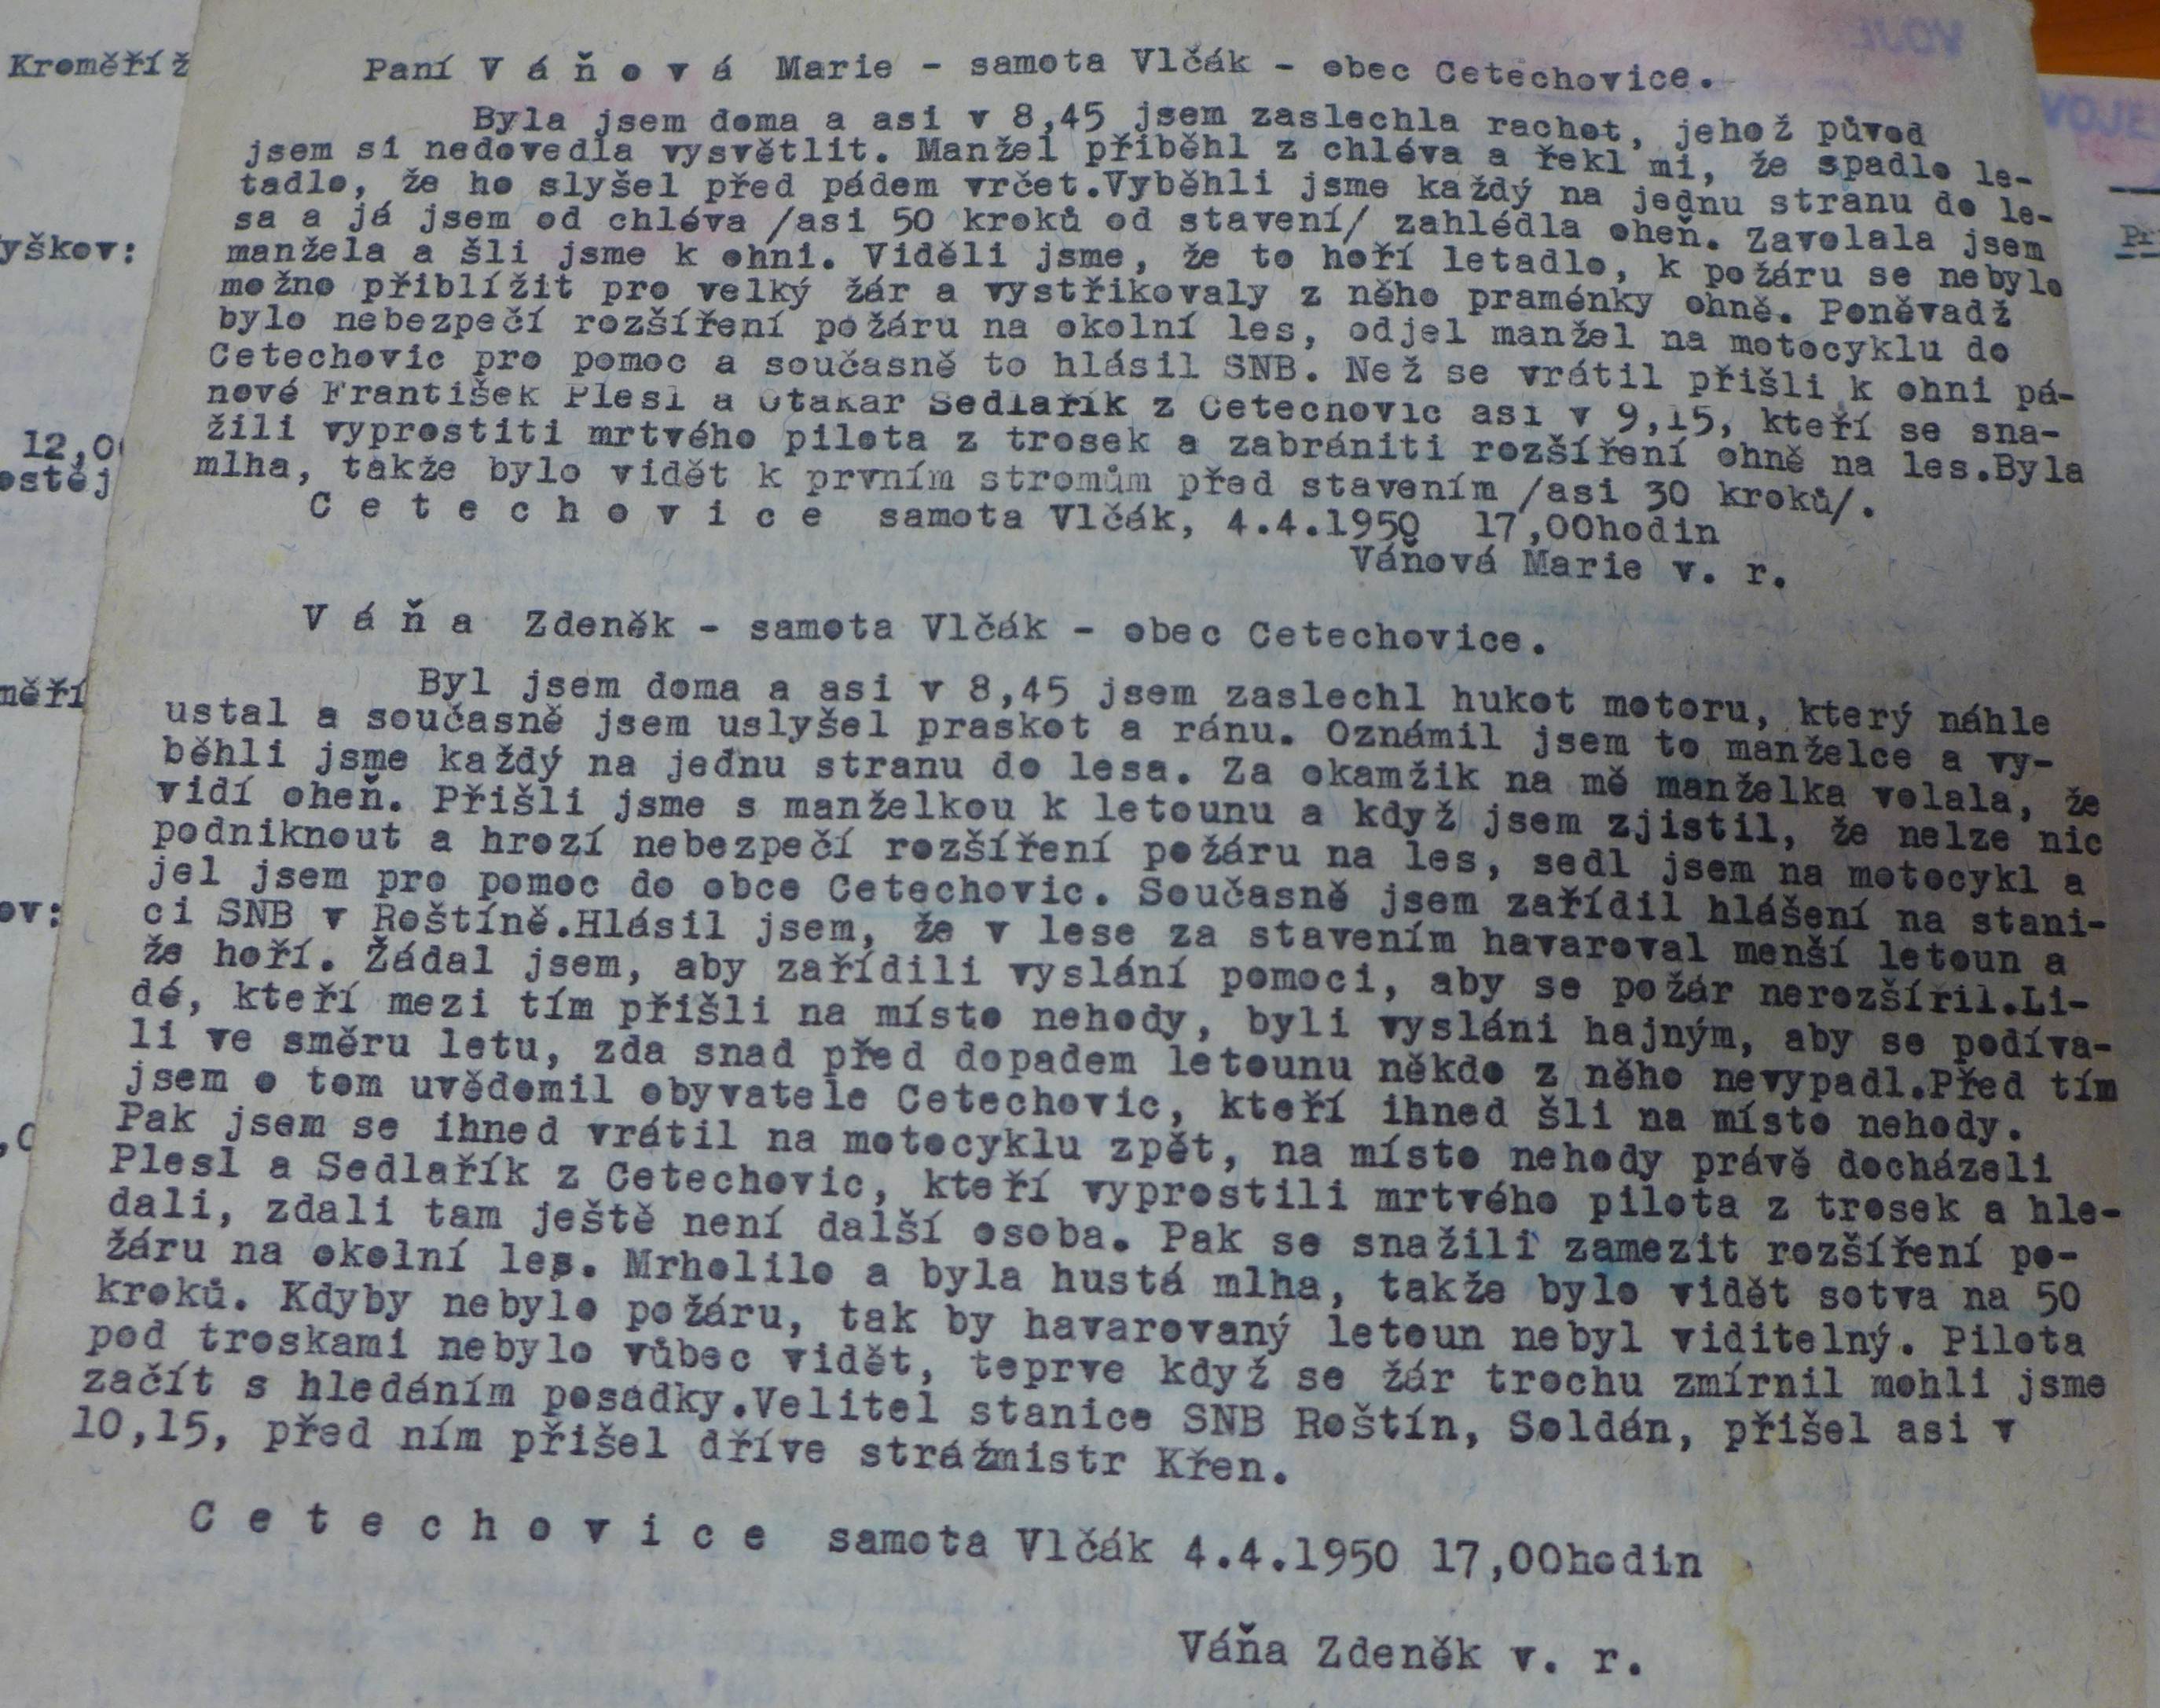 Kroměříž
yškov:
12,0
ostěj
měří
ov:
VOJE
Paní V á ň o v á Marie - samota Vlčák - obec Cetechovice.
Byla jsem doma a asi v 8,45 jsem zaslechla rachot, jehož původ
jsem si nedovedla vysvětlit. Manžel přiběhl z chléva a řekl mi, že spadlo le-
tadlo, že ho slyšel před pádem vrčet.Vyběhli jsme každý na jednu stranu do le-
sa a já jsem od chléva /asi 50 kroků od stavení/ zahlédla oheň. Zavolala jsem
manžela a šli jsme k ohni. Viděli jsme, že to hoří letadlo, k požáru se nebylo
možno přiblížit pro velký žár a vystřikovaly z něho praménky ohně. Poněvadž
bylo nebezpečí rozšíření požáru na okolní les, odjel manžel na motocyklu do
Cetechovic pro pomoc a současně to hlásil SNB. Než se vrátil přišli k ohni pá-
nové František Plesl a Otakar Sedlařík z Cetechovic asi v 9,15, kteří se sna-
žili vyprostiti mrtvého pilota z trosek a zabrániti rozšíření ohně na les.Byla
mlha, takže bylo vidět k prvním stromům před stavením /asi 30 kroků/.
C e t e c h o v i c e samota Vlčák, 4.4.1950 17,00hodin
Váňová Marie v. r.
V á ň a Zdeněk - samota Vlčák - obec Cetechovice.
Byl jsem doma a asi v 8,45 jsem zaslechl hukot motoru, který náhle
ustal a současně jsem uslyšel praskot a ránu. Oznámil jsem to manželce a vy-
běhli jsme každý na jednu stranu do lesa. Za okamžik na mě manželka volala, že
vidí oheň. Přišli jsme s manželkou k letounu a když jsem zjistil, že nelze nic
podniknout a hrozí nebezpečí rozšíření požáru na les, sedl jsem na motocykl a
jel jsem pro pomoc do obce Cetechovic. Současně jsem zařídil hlášení na stani-
ci SNB v Roštíně.Hlásil jsem, že v lese za stavením havaroval menší letoun a
že hoří. Žádal jsem, aby zařídili vyslání pomoci, aby se požár nerozšířil.Li-
dé, kteří mezi tím přišli na místo nehody, byli vysláni hajným, aby se podíva-
li ve směru letu, zda snad před dopadem letounu někdo z něho nevypadl.Před tím
jsem o tom uvědomil obyvatele Cetechovic, kteří ihned šli na místo nehody.
Pak jsem se ihned vrátil na motocyklu zpět, na místo nehody právě docházeli
Plesl a Sedlařík z Cetechovic, kteří vyprostili mrtvého pilota z trosek a hle-
dali, zdali tam ještě není další osoba. Pak se snažili zamezit rozšíření po-
žáru na okolní les. Mrholilo a byla hustá mlha, takže bylo vidět sotva na 50
kroků. Kdyby nebylo požáru, tak by havarovaný letoun nebyl viditelný. Pilota
pod troskami nebylo vůbec vidět, teprve když se žár trochu zmírnil mohli jsme
začít s hledáním posádky.Velitel stanice SNB Roštín, Soldán, přišel asi v
10,15, před ním přišel dříve strážmistr Křen.
C e t e c h o v i c e samota Vlčák 4.4.1950 17,00hodin
Váňa Zdeněk v. r.